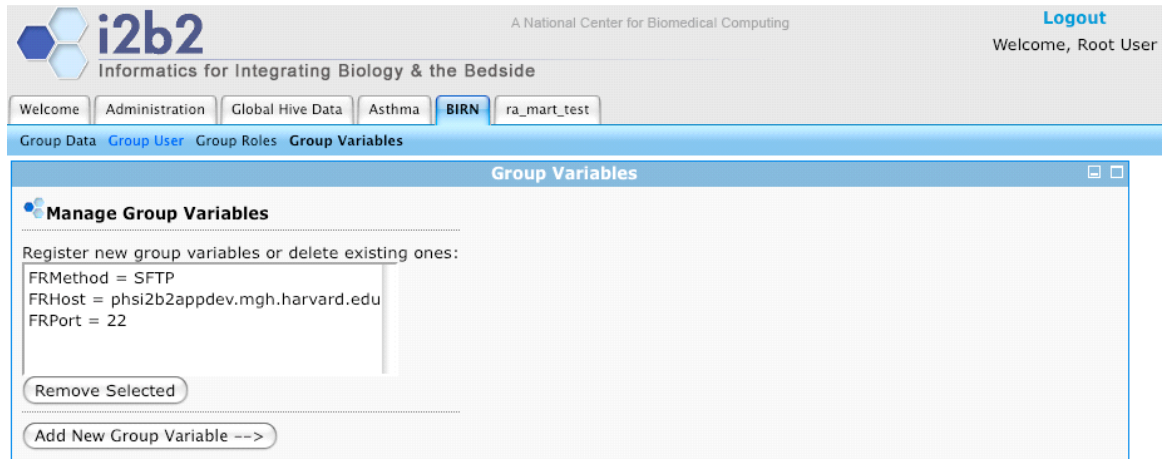 A National Center for Biomedical Computing
Logout
i2b2
Welcome, Root User
Informatics for Integrating Biology & the Bedside
Welcome Administration Global Hive Data Asthma BIRN ra_mart_test
Group Data Group User Group Roles Group Variables
Group Variables
Manage Group Variables
Register new group variables or delete existing ones:
FRMethod = SFTP
FRHost = phsi2b2appdev.mgh.harvard.edu
FRPort = 22
Remove Selected
Add New Group Variable -->